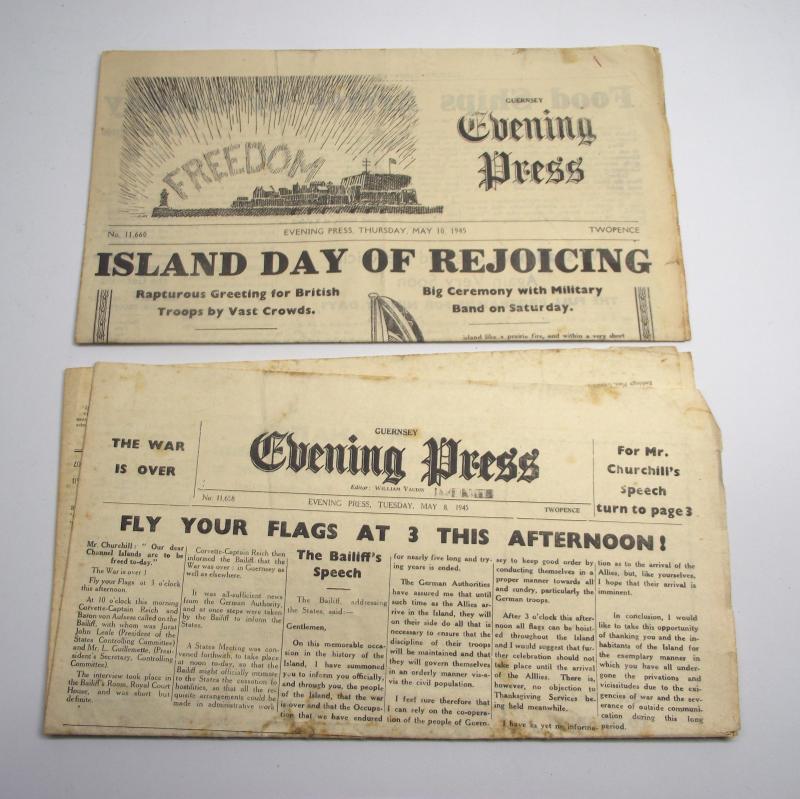 FREEDOM
GUERNSEY
Evening
Press
No. 11,660
EVENING PRESS, THURSDAY, MAY 10, 1945
TWOPENCE
ISLAND DAY OF REJOICING
Rapturous Greeting for British
Troops by Vast Crowds.
Big Ceremony with Military
Band on Saturday.
island like a prairie fire, and within a very short
THE WAR
IS OVER
GUERNSEY
Evening Press
Editor: WILLIAM VAUDIN
No. 11,658
EVENING PRESS, TUESDAY, MAY 8, 1945
TWOPENCE
For Mr.
Churchill's
Speech
turn to page 3
FLY YOUR FLAGS AT 3 THIS AFTERNOON!
Mr. Churchill: "Our dear
Channel Islands are to be
freed to-day."
The War is over!
Fly your Flags at 3 o'clock
this afternoon.
At 10 o'clock this morning
Corvette-Captain Reich and
Baron von Aufsess called on the
Bailiff, with whom was Jurat
John Leale (President of the
States Controlling Committee)
and Mr. L. Guillemette, (Presi-
dent's Secretary, Controlling
Committee).
The interview took place in
the Bailiff's Room, Royal Court
House, and was short but
definite.
Corvette-Captain Reich then
informed the Bailiff that the
War was over: in Guernsey as
well as elsewhere.
It was all-sufficient news
from the German Authority,
and at once steps were taken
by the Bailiff to inform the
States.
A States Meeting was con-
vened forthwith, to take place
at noon to-day, so that the
Bailiff might officially intimate
to the States the cessation of
hostilities, so that all the re-
quisite arrangements could be
made in administrative work
The Bailiff's
Speech
The Bailiff, addressing
the States, said:—
Gentlemen,
On this memorable occa-
sion in the history of the
Island, I have summoned
you to inform you officially,
and through you, the people
of the Island, that the war
is over and that the Occupa-
tion that we have endured
for nearly five long and try-
ing years is ended.
The German Authorities
have assured me that until
such time as the Allies ar-
rive in the Island, they will
on their side do all that is
necessary to ensure that the
discipline of their troops
will be maintained and that
they will govern themselves
in an orderly manner vis-a-
vis the civil population.
I feel sure therefore that
I can rely on the co-opera-
tion of the people of Guern-
sey to keep good order by
conducting themselves in a
proper manner towards all
and sundry, particularly the
German troops.
After 3 o'clock this after-
noon all flags can be hoist-
ed throughout the Island
and I would suggest that fur-
ther celebration should not
take place until the arrival
of the Alllies. There is,
however, no objection to
Thanksgiving Services be-
ing held meanwhile.
I have as yet no informa-
tion as to the arrival of the
Allies, but, like yourselves,
I hope that their arrival is
imminent.
In conclusion, I would
like to take this opportunity
of thanking you and the in-
habitants of the Island for
the exemplary manner in
which you have all under-
gone the privations and
vicissitudes due to the exi-
gencies of war and the sev-
erance of outside communi-
cation during this long
period.